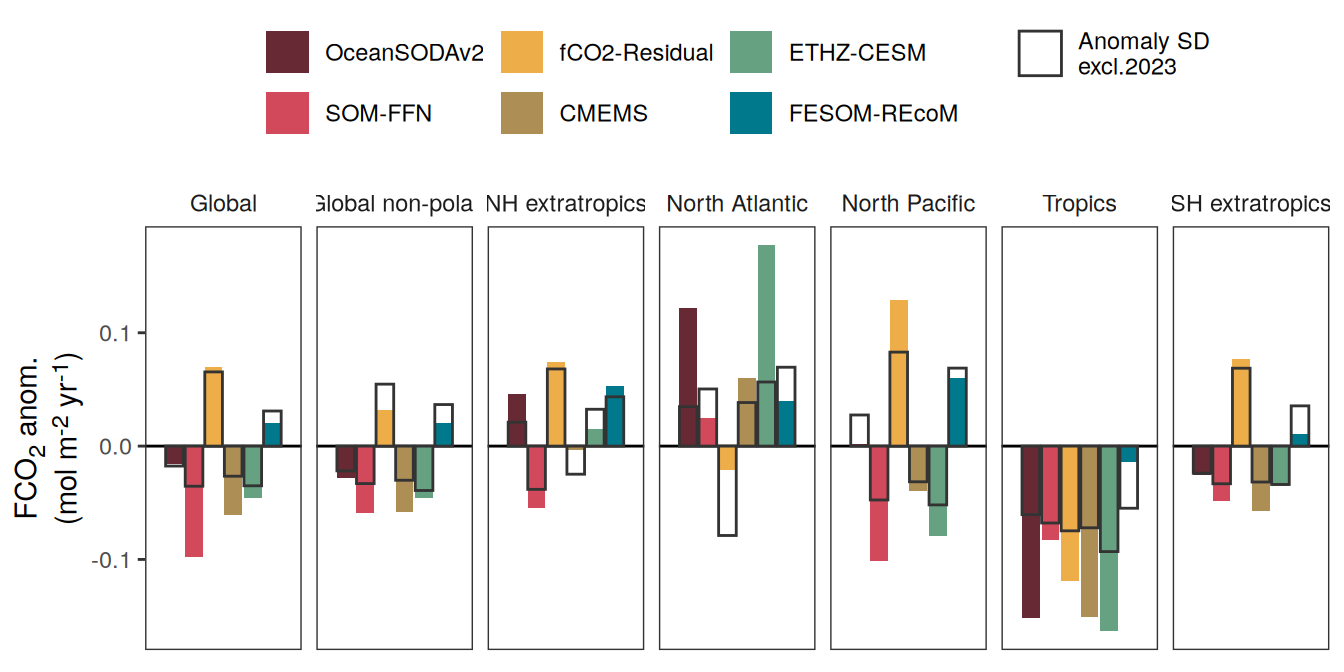 OceanSODAv2 fCO2-Residual ETHZ-CESM Anomaly SD
excl.2023
SOM-FFN CMEMS FESOM-REcoM
Global Global non-pola NH extratropics North Atlantic North Pacific Tropics SH extratropics
0.1
0.0
-0.1
FCO2 anom.
(mol m-2 yr-1)